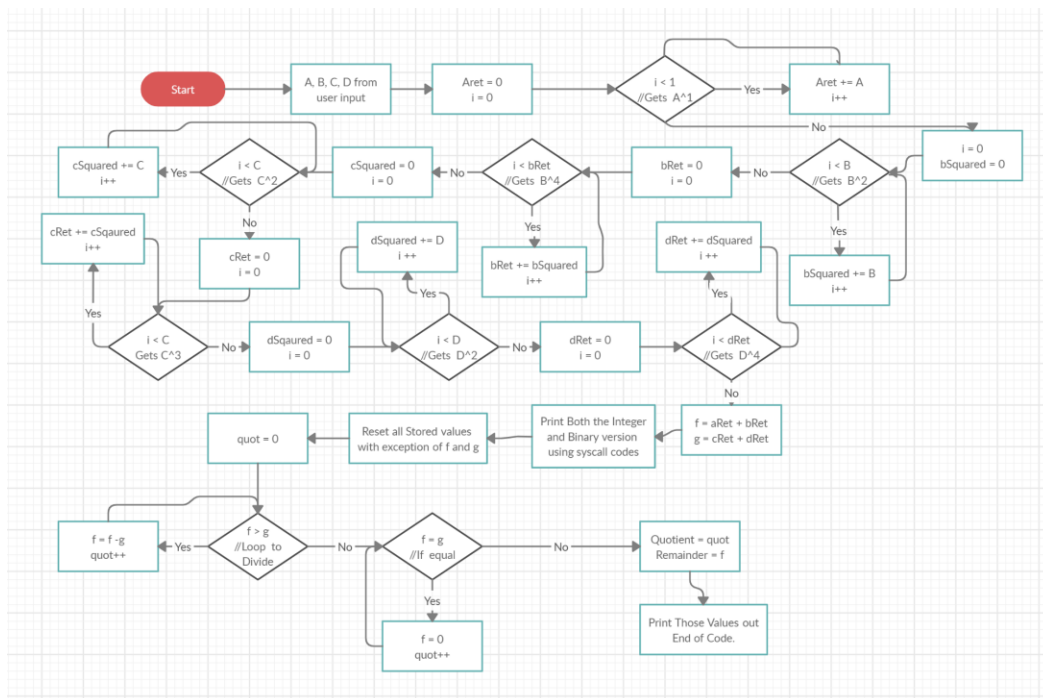 Start
A, B, C, D from
user input
Aret = 0
i = 0
i < 1
//Gets A^1
Yes
Aret += A
i++
No
i = 0
bSquared = 0
i < B
//Gets B^2
Yes
bSquared += B
i++
No
bRet = 0
i = 0
i < bRet
//Gets B^4
Yes
bRet += bSquared
i++
No
cSquared = 0
i = 0
i < C
//Gets C^2
Yes
cSquared += C
i++
No
cRet = 0
i = 0
i < C
Gets C^3
Yes
cRet += cSqaured
i++
No
dSqaured = 0
i = 0
i < D
//Gets D^2
Yes
dSquared += D
i ++
No
dRet = 0
i = 0
i < dRet
//Gets D^4
Yes
dRet += dSquared
i ++
No
f = aRet + bRet
g = cRet + dRet
Print Both the Integer
and Binary version
using syscall codes
Reset all Stored values
with exception of f and g
quot = 0
f > g
//Loop to
Divide
Yes
f = f -g
quot++
No
f = g
//If equal
Yes
f = 0
quot++
No
Quotient = quot
Remainder = f
Print Those Values out
End of Code.